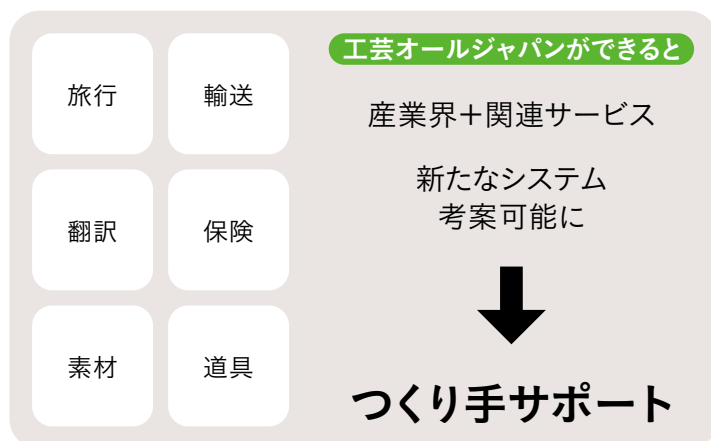 旅行
輸送
翻訳
保険
素材
道具
工芸オールジャパンができると
産業界＋関連サービス
新たなシステム
考案可能に
つくり手サポート